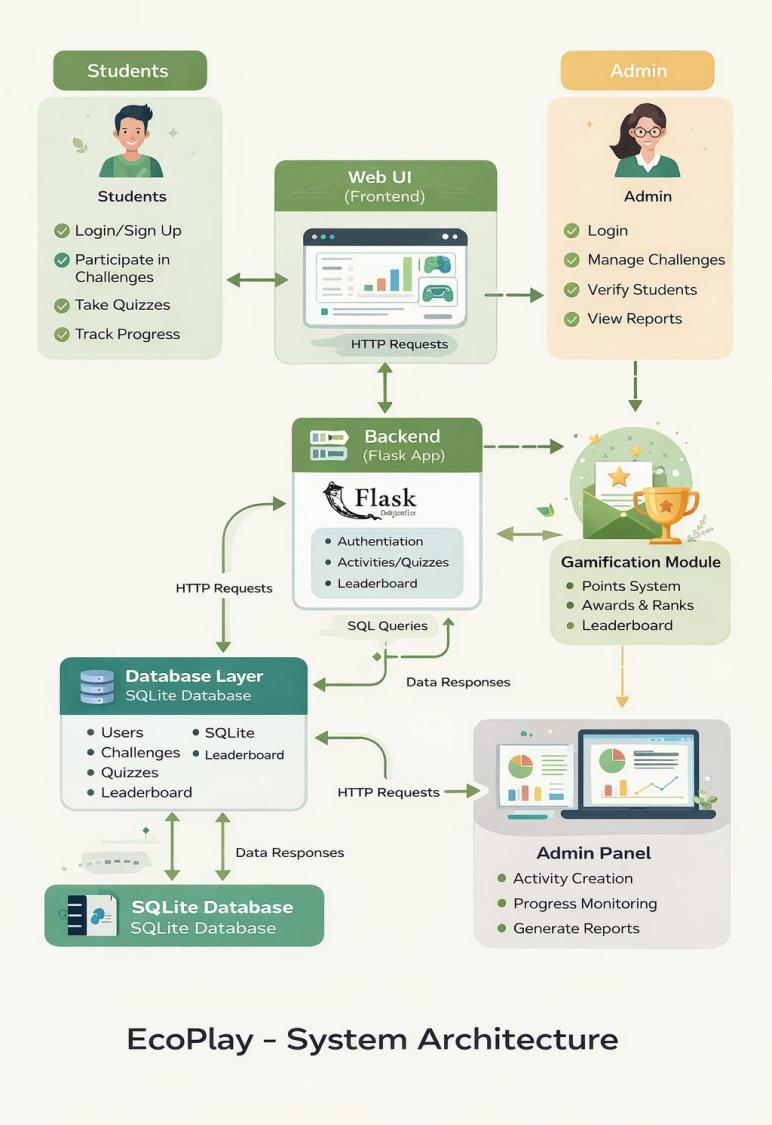 Students
Students
Login/Sign Up
Participate in
Challenges
Take Quizzes
Track Progress
Web UI
(Frontend)
HTTP Requests
Admin
Admin
Login
Manage Challenges
Verify Students
View Reports
Backend
(Flask App)
Flask
Authentiation
Activities/Quizzes
Leaderboard
Gamification Module
Points System
Awards & Ranks
Leaderboard
HTTP Requests
SQL Queries
Data Responses
Database Layer
SQLite Database
Users
Challenges
Quizzes
Leaderboard
SQLite
Leaderboard
HTTP Requests
Admin Panel
Activity Creation
Progress Monitoring
Generate Reports
Data Responses
SQLite Database
SQLite Database
EcoPlay - System Architecture